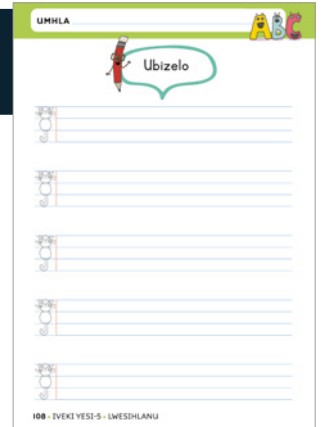 UMHLA
ABC
Ubizelo
108 • IVEKI YESI-5 • LWESIHLANU